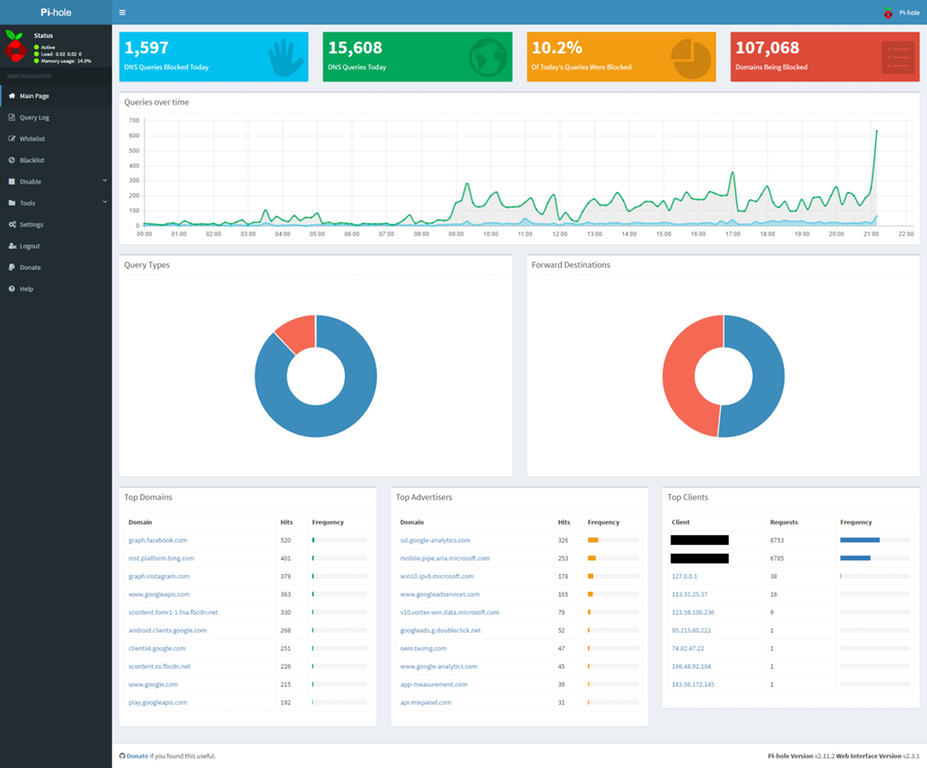 Pi-hole
Pi-hole
Status
Active
Load: 0.02 0.02 0
Memory usage: 14.0%
MAIN NAVIGATION
Main Page
Query Log
Whitelist
Blacklist
Disable
Tools
Settings
Logout
Donate
Help
1,597
DNS Queries Blocked Today
15,608
DNS Queries Today
10.2%
Of Today's Queries Were Blocked
107,068
Domains Being Blocked
Queries over time
700
600
500
400
300
200
100
0
00:00 01:00 02:00 03:00 04:00 05:00 06:00 07:00 08:00 09:00 10:00 11:00 12:00 13:00 14:00 15:00 16:00 17:00 18:00 19:00 20:00 21:00 22:00
Query Types
Forward Destinations
Top Domains
Domain Hits Frequency
graph.facebook.com 520
inst.platform.bing.com 401
graph.instagram.com 379
www.googleapis.com 363
scontent.fomr1-1.fna.fbcdn.net 330
android.clients.google.com 268
clients4.google.com 251
scontent.xx.fbcdn.net 226
www.google.com 215
play.googleapis.com 192
Top Advertisers
Domain Hits Frequency
ssl.google-analytics.com 326
mobile.pipe.aria.microsoft.com 253
win10.ipv6.microsoft.com 178
www.googleadservices.com 165
v10.vortex-win.data.microsoft.com 79
googleads.g.doubleclick.net 52
oem.twimg.com 47
www.google-analytics.com 45
app-measurement.com 39
api.mixpanel.com 31
Top Clients
Client Requests Frequency
8753
6785
127.0.0.1 38
113.31.25.37 16
123.59.106.236 9
95.215.60.222 1
74.82.47.22 1
198.48.92.104 1
163.56.172.145 1
Donate if you found this useful.
Pi-hole Version v2.11.2 Web Interface Version v2.3.1